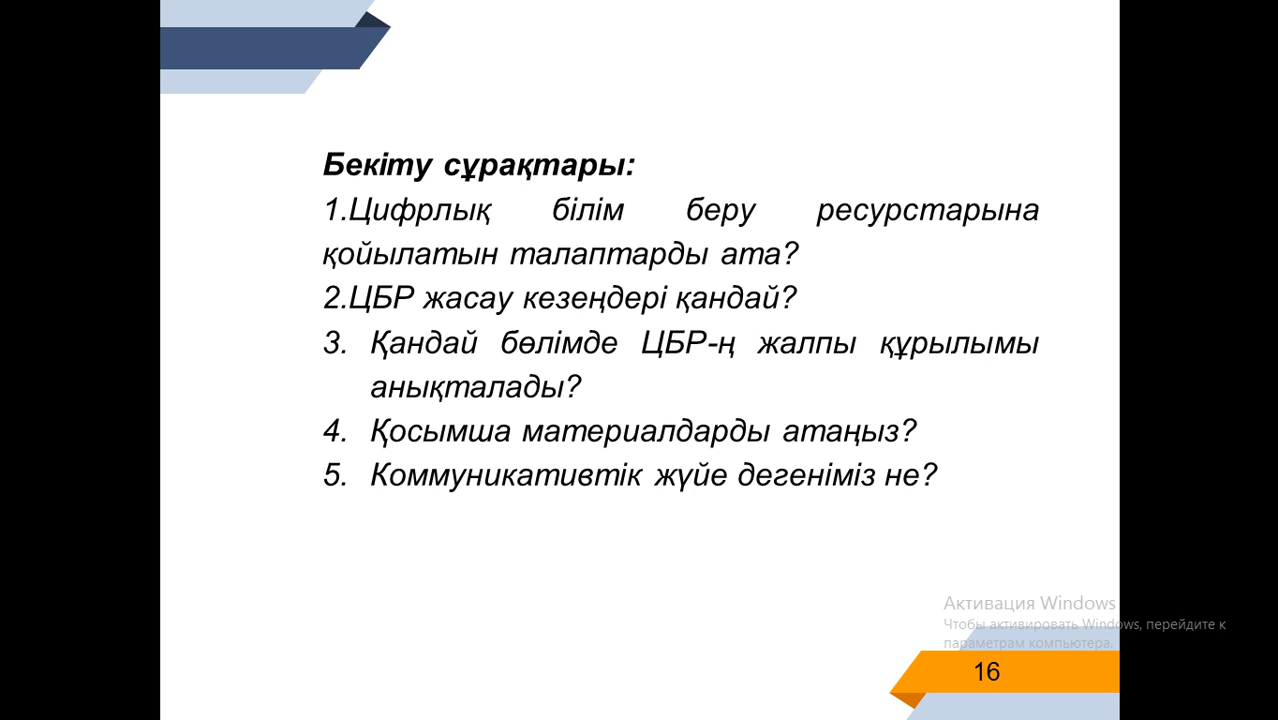 Бекіту сұрақтары:
1.Цифрлық білім беру ресурстарына
қойылатын талаптарды ата?
2.ЦБР жасау кезеңдері қандай?
3. Қандай бөлімде ЦБР-ң жалпы құрылымы
анықталады?
4. Қосымша материалдарды атаңыз?
5. Коммуникативтік жүйе дегеніміз не?
Активация Windows
Чтобы активировать Windows, перейдите к
параметрам компьютера.
16